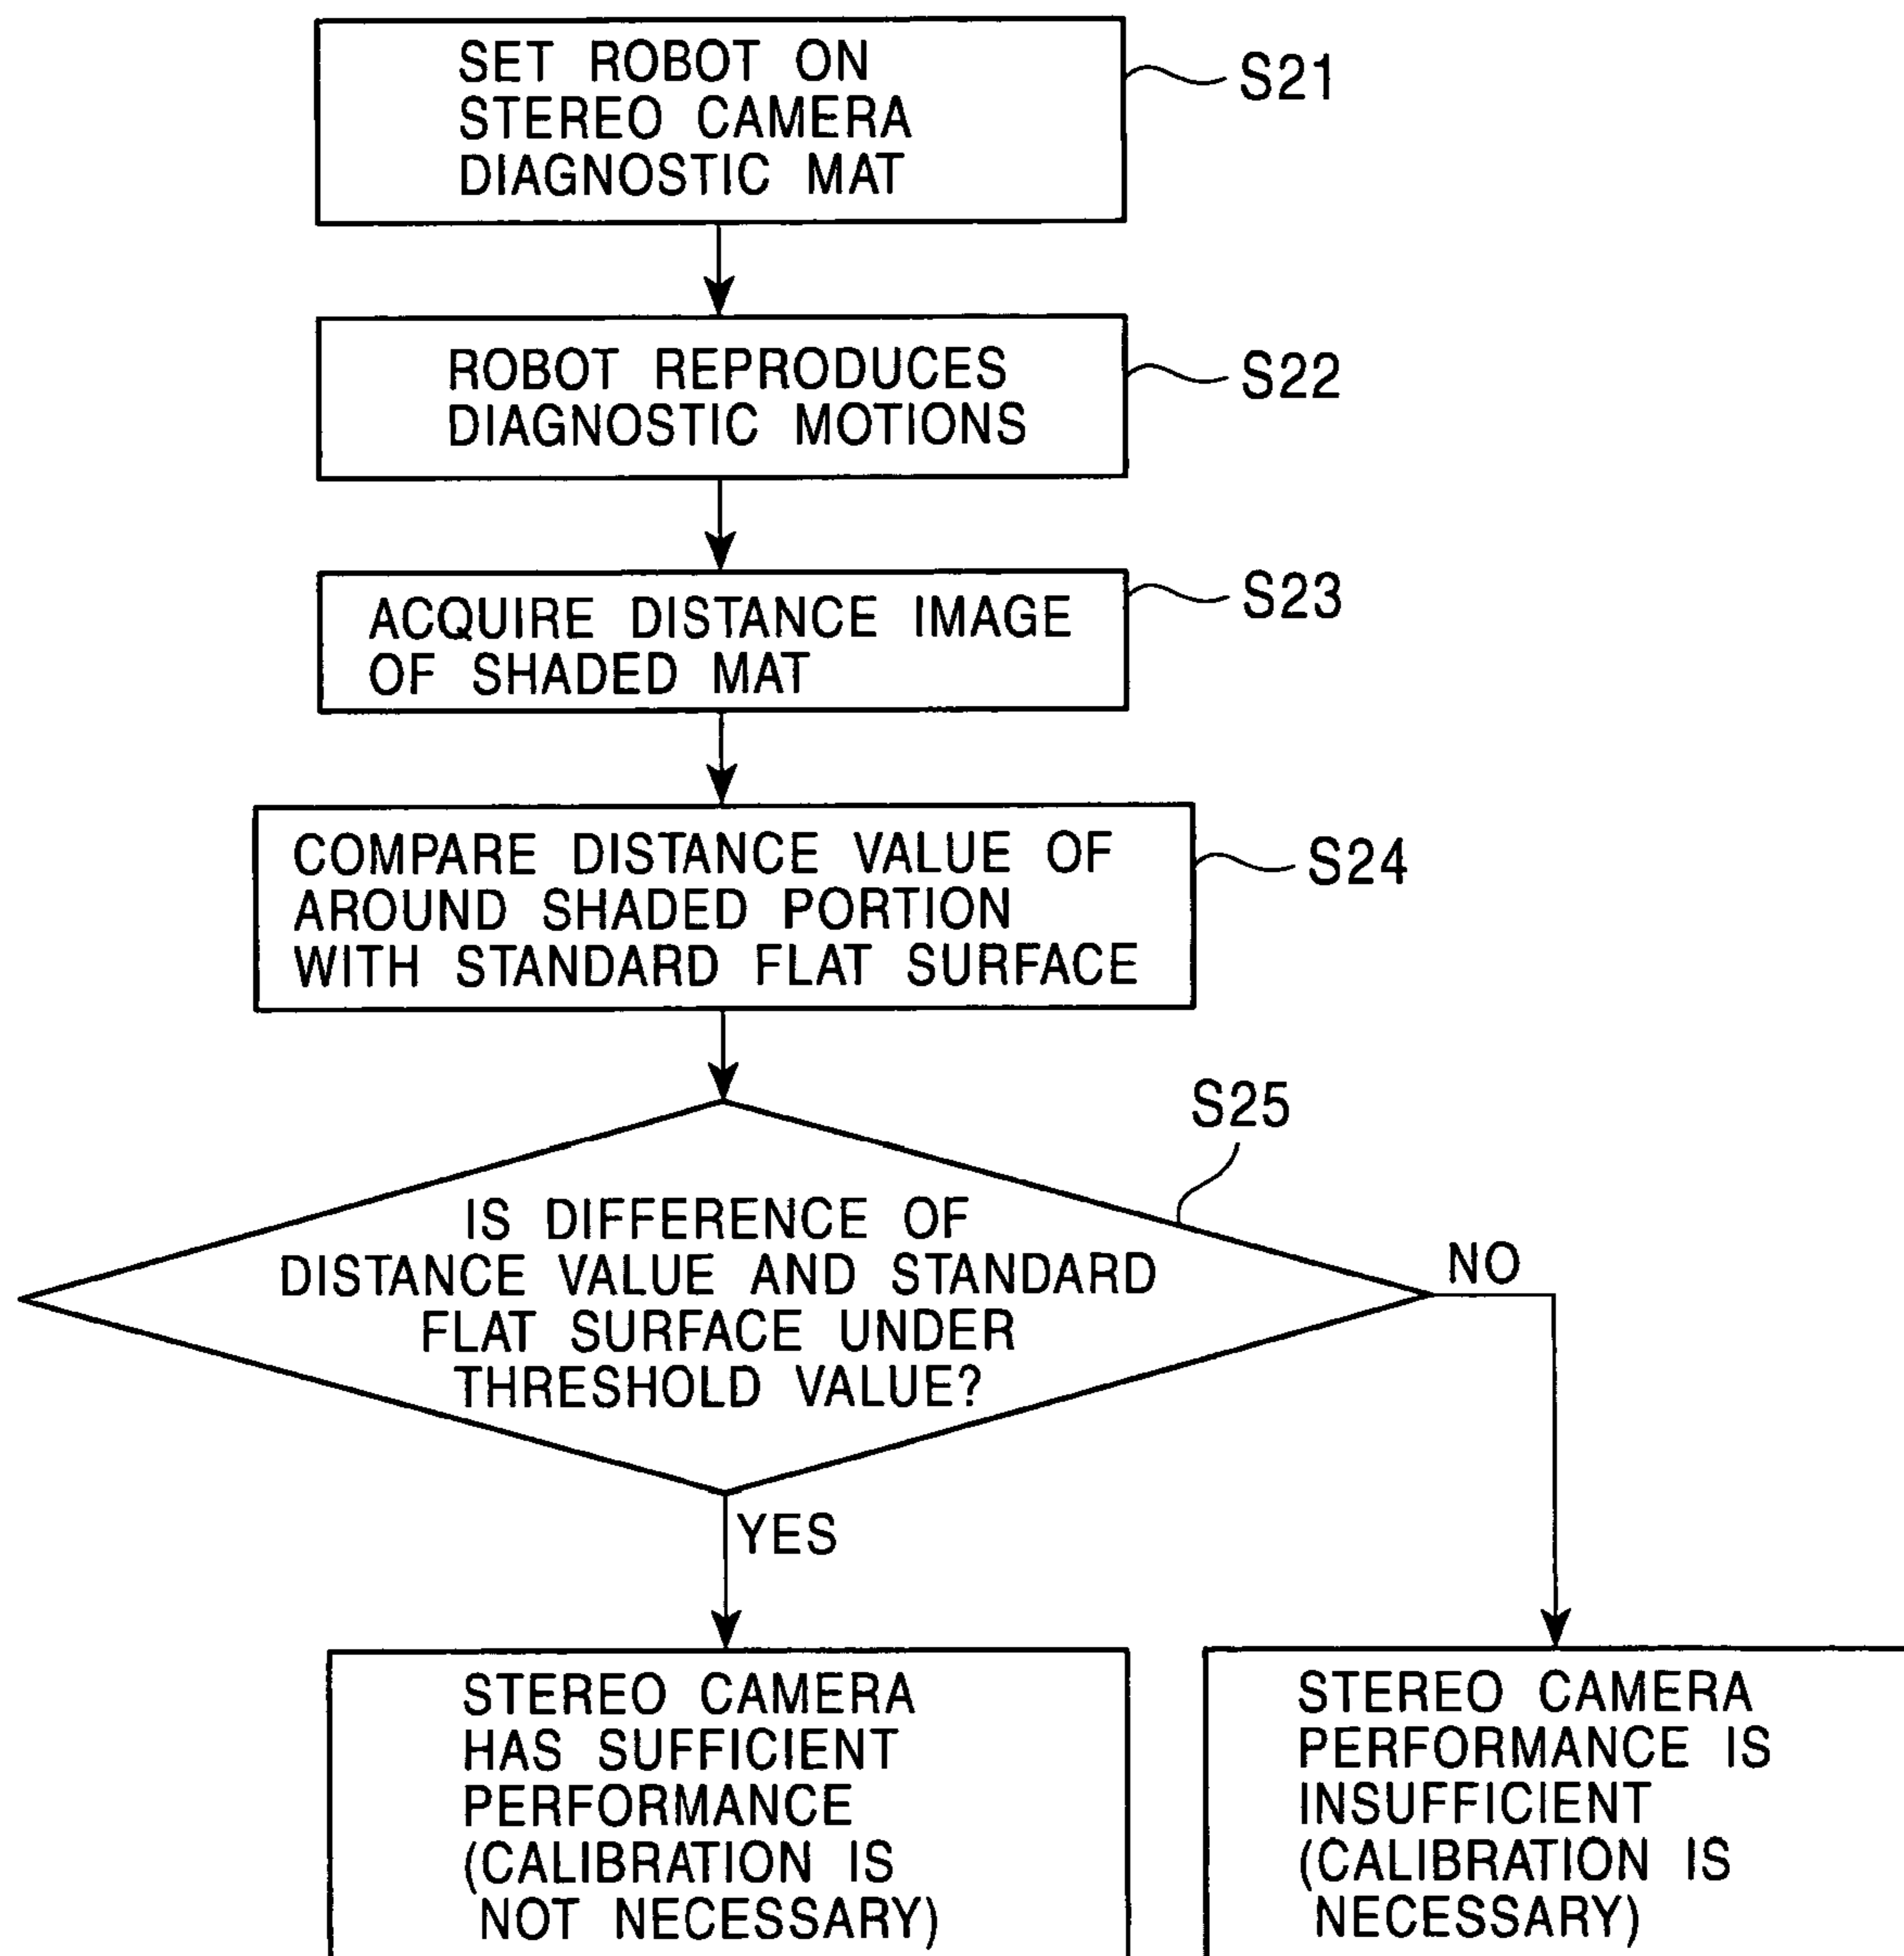 SET ROBOT ON
STEREO CAMERA
DIAGNOSTIC MAT
S21
ROBOT REPRODUCES
DIAGNOSTIC MOTIONS
S22
ACQUIRE DISTANCE IMAGE
OF SHADED MAT
S23
COMPARE DISTANCE VALUE OF
AROUND SHADED PORTION
WITH STANDARD FLAT SURFACE
S24
S25
IS DIFFERENCE OF
DISTANCE VALUE AND STANDARD
FLAT SURFACE UNDER
THRESHOLD VALUE?
NO
YES
STEREO CAMERA
HAS SUFFICIENT
PERFORMANCE
(CALIBRATION IS
NOT NECESSARY)
STEREO CAMERA
PERFORMANCE IS
INSUFFICIENT
(CALIBRATION IS
NECESSARY)